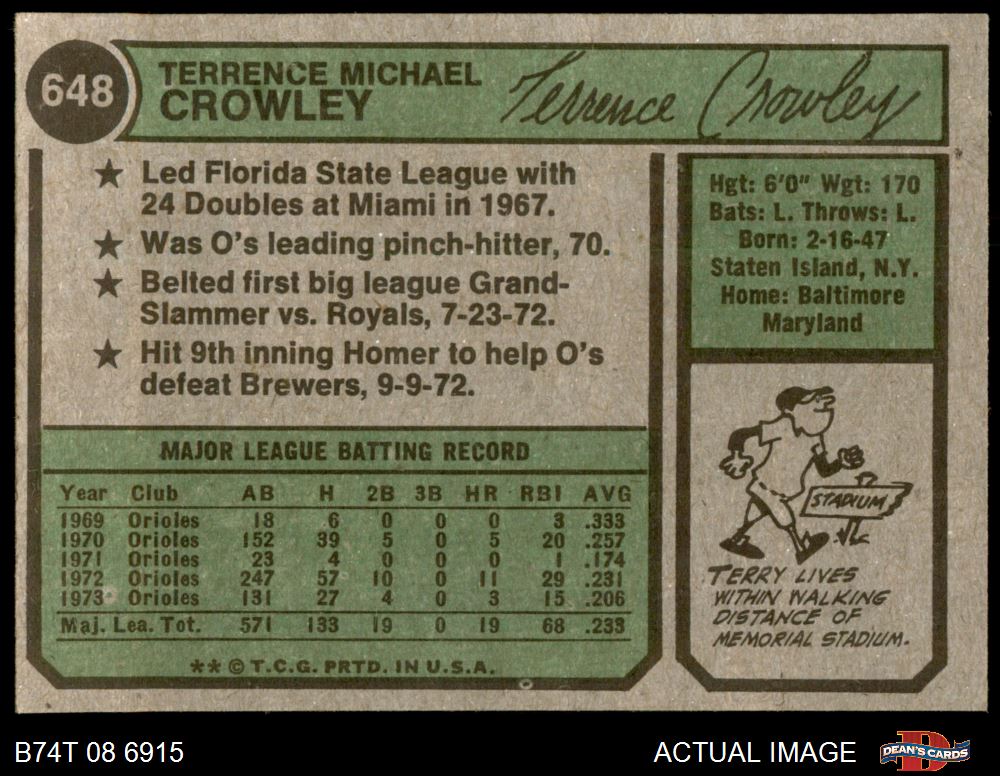 648
TERRENCE MICHAEL
CROWLEY
Terrence Crowley
★ Led Florida State League with
24 Doubles at Miami in 1967.
★ Was O's leading pinch-hitter, 70.
★ Belted first big league Grand-
Slammer vs. Royals, 7-23-72.
★ Hit 9th inning Homer to help O's
defeat Brewers, 9-9-72.
Hgt: 6'0" Wgt: 170
Bats: L. Throws: L.
Born: 2-16-47
Staten Island, N.Y.
Home: Baltimore
Maryland
MAJOR LEAGUE BATTING RECORD
Year Club AB H 2B 3B HR RBI AVG
1969 Orioles 18 6 0 0 0 3 .333
1970 Orioles 152 39 5 0 5 20 .257
1971 Orioles 23 4 0 0 0 1 .174
1972 Orioles 247 57 10 0 11 29 .231
1973 Orioles 131 27 4 0 3 15 .206
Maj. Lea. Tot. 571 133 19 0 19 68 .233
** © T.C.G. PRTD. IN U.S.A.
STADIUM
TERRY LIVES
WITHIN WALKING
DISTANCE OF
MEMORIAL STADIUM.
B74T 08 6915
ACTUAL IMAGE
D
DEAN'S CARDS